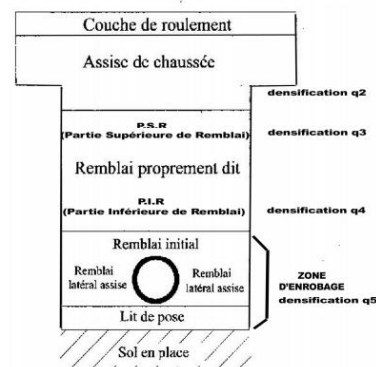 Couche de roulement
Assise de chaussée
densification q2
P.S.R
(Partie Supérieure de Remblai)
densification q3
Remblai proprement dit
P.I.R
(Partie Inférieure de Remblai)
densification q4
Remblai initial
Remblai
latéral assise
Remblai
latéral assise
ZONE
D'ENROBAGE
densification q5
Lit de pose
Sol en place